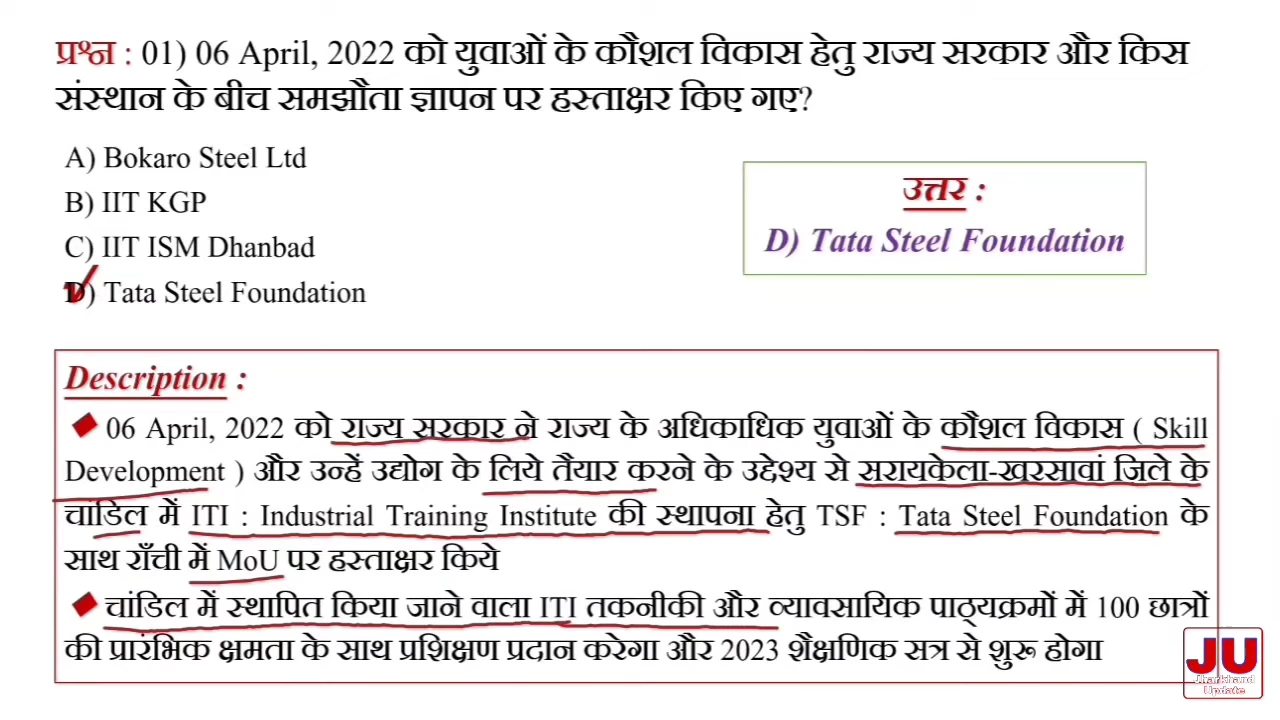 प्रश्न : 01) 06 April, 2022 को युवाओं के कौशल विकास हेतु राज्य सरकार और किस
संस्थान के बीच समझौता ज्ञापन पर हस्ताक्षर किए गए?
A) Bokaro Steel Ltd
B) IIT KGP
C) IIT ISM Dhanbad
D) Tata Steel Foundation
उत्तर :
D) Tata Steel Foundation
Description :
06 April, 2022 को राज्य सरकार ने राज्य के अधिकाधिक युवाओं के कौशल विकास ( Skill
Development ) और उन्हें उद्योग के लिये तैयार करने के उद्देश्य से सरायकेला-खरसावां जिले के
चांडिल में ITI : Industrial Training Institute की स्थापना हेतु TSF : Tata Steel Foundation के
साथ राँची में MoU पर हस्ताक्षर किये
चांडिल में स्थापित किया जाने वाला ITI तकनीकी और व्यावसायिक पाठ्यक्रमों में 100 छात्रों
की प्रारंभिक क्षमता के साथ प्रशिक्षण प्रदान करेगा और 2023 शैक्षणिक सत्र से शुरू होगा
JU
Jharkhand
Update